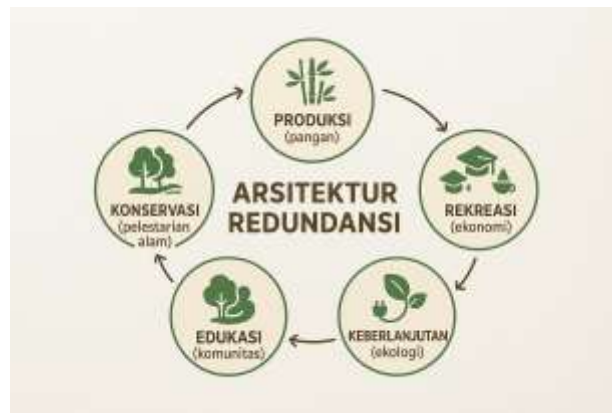 PRODUKSI
(pangan)
KONSERVASI
(pelestarian
alam)
ARSITEKTUR
REDUNDANSI
REKREASI
(ekonomi)
EDUKASI
(komunitas)
KEBERLANJUTAN
(ekologi)